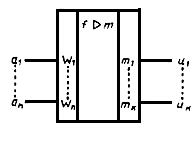 f ▷ m
a₁ W₁ m₁ u₁
aₙ Wₙ mₖ uₖ